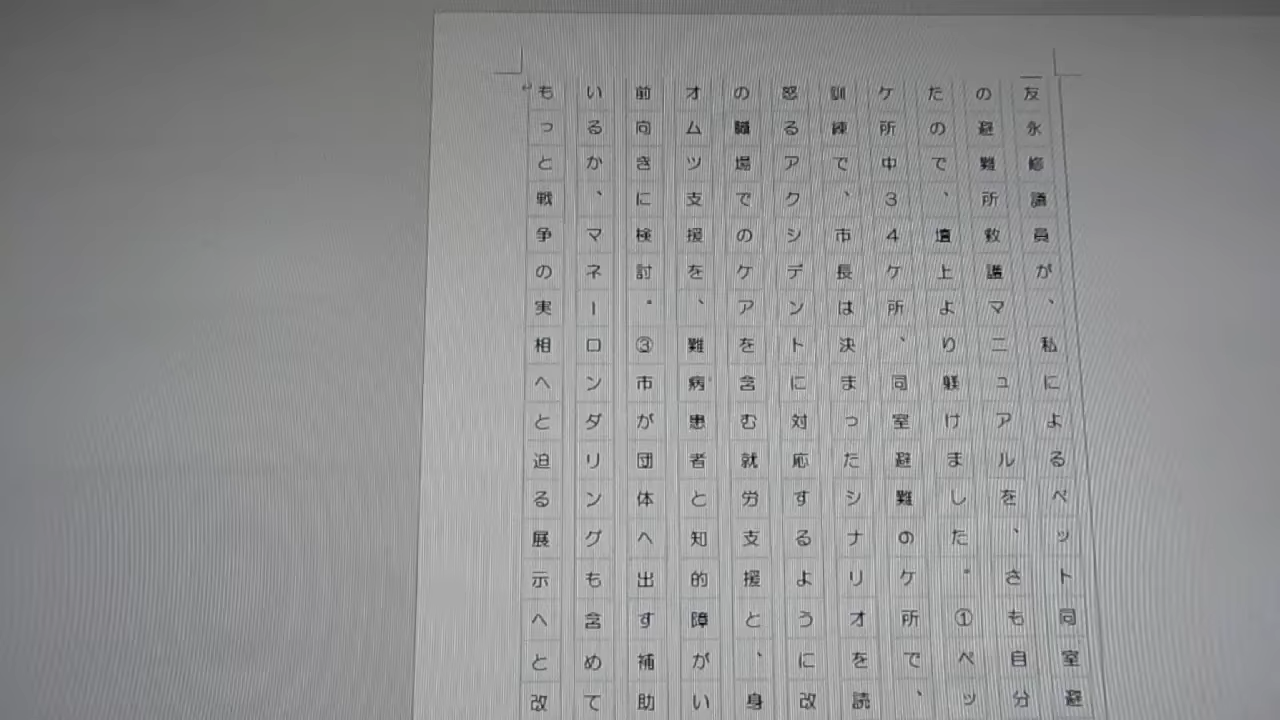 友永修議員が、私によるペット同室避
の避難所救護マニュアルを、さも自分
たので、壇上より躾けました。①ペッ
ケ所中34ケ所、同室避難のケ所で、
訓練で、市長は決まったシナリオを読
怒るアクシデントに対応するように改
の職場でのケアを含む就労支援と、身
オムツ支援を、難病患者と知的障がい
前向きに検討。③市が団体へ出す補助
いるか、マネーロンダリングも含めて
もっと戦争の実相へと迫る展示へと改